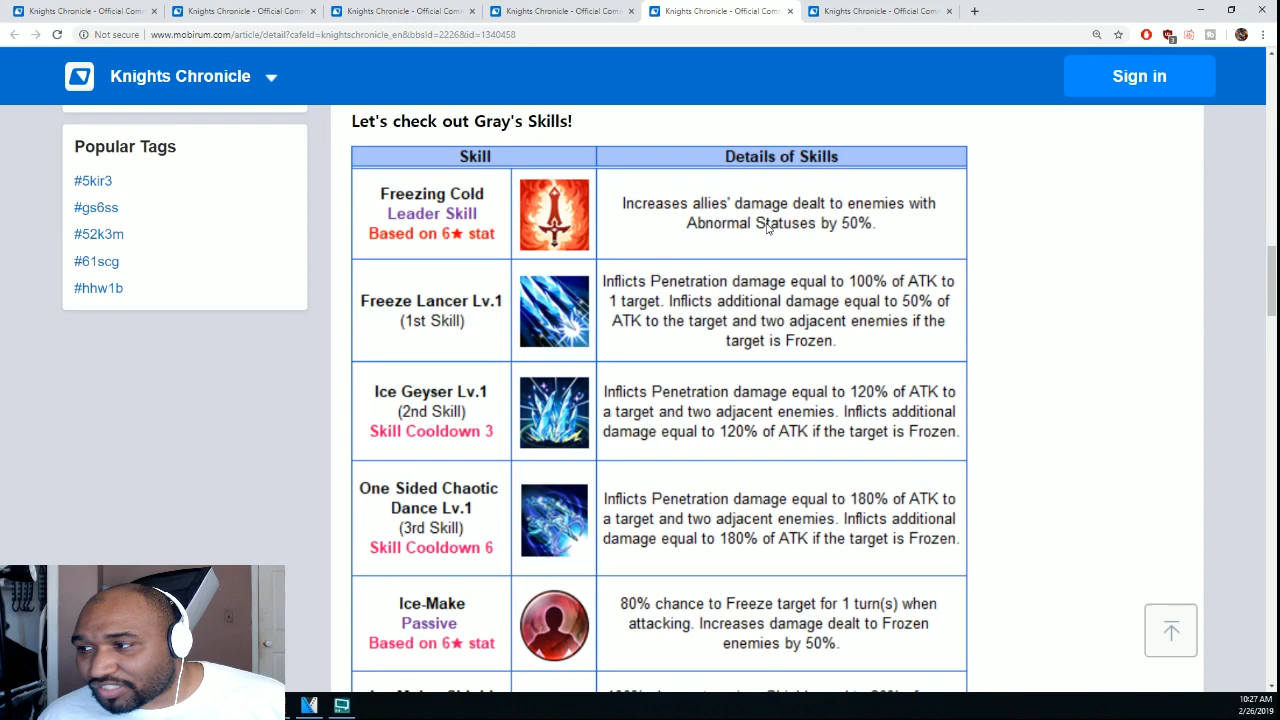 Knights Chronicle - Official Com
Knights Chronicle - Official Com
Knights Chronicle - Official Com
Knights Chronicle - Official Com
Knights Chronicle - Official Com
Knights Chronicle - Official Com
Not secure | www.mobirum.com/article/detail?cafeId=knightschronicle_en&bbsId=2226&id=1340458
3
Knights Chronicle
Sign in
Popular Tags
#5kir3
#gs6ss
#52k3m
#61scg
#hhw1b
Let's check out Gray's Skills!
Skill
Details of Skills
Freezing Cold
Leader Skill
Based on 6★ stat
Increases allies' damage dealt to enemies with
Abnormal Statuses by 50%.
Freeze Lancer Lv.1
(1st Skill)
Inflicts Penetration damage equal to 100% of ATK to
1 target. Inflicts additional damage equal to 50% of
ATK to the target and two adjacent enemies if the
target is Frozen.
Ice Geyser Lv.1
(2nd Skill)
Skill Cooldown 3
Inflicts Penetration damage equal to 120% of ATK to
a target and two adjacent enemies. Inflicts additional
damage equal to 120% of ATK if the target is Frozen.
One Sided Chaotic
Dance Lv.1
(3rd Skill)
Skill Cooldown 6
Inflicts Penetration damage equal to 180% of ATK to
a target and two adjacent enemies. Inflicts additional
damage equal to 180% of ATK if the target is Frozen.
Ice-Make
Passive
Based on 6★ stat
80% chance to Freeze target for 1 turn(s) when
attacking. Increases damage dealt to Frozen
enemies by 50%.
10:27 AM
2/26/2019